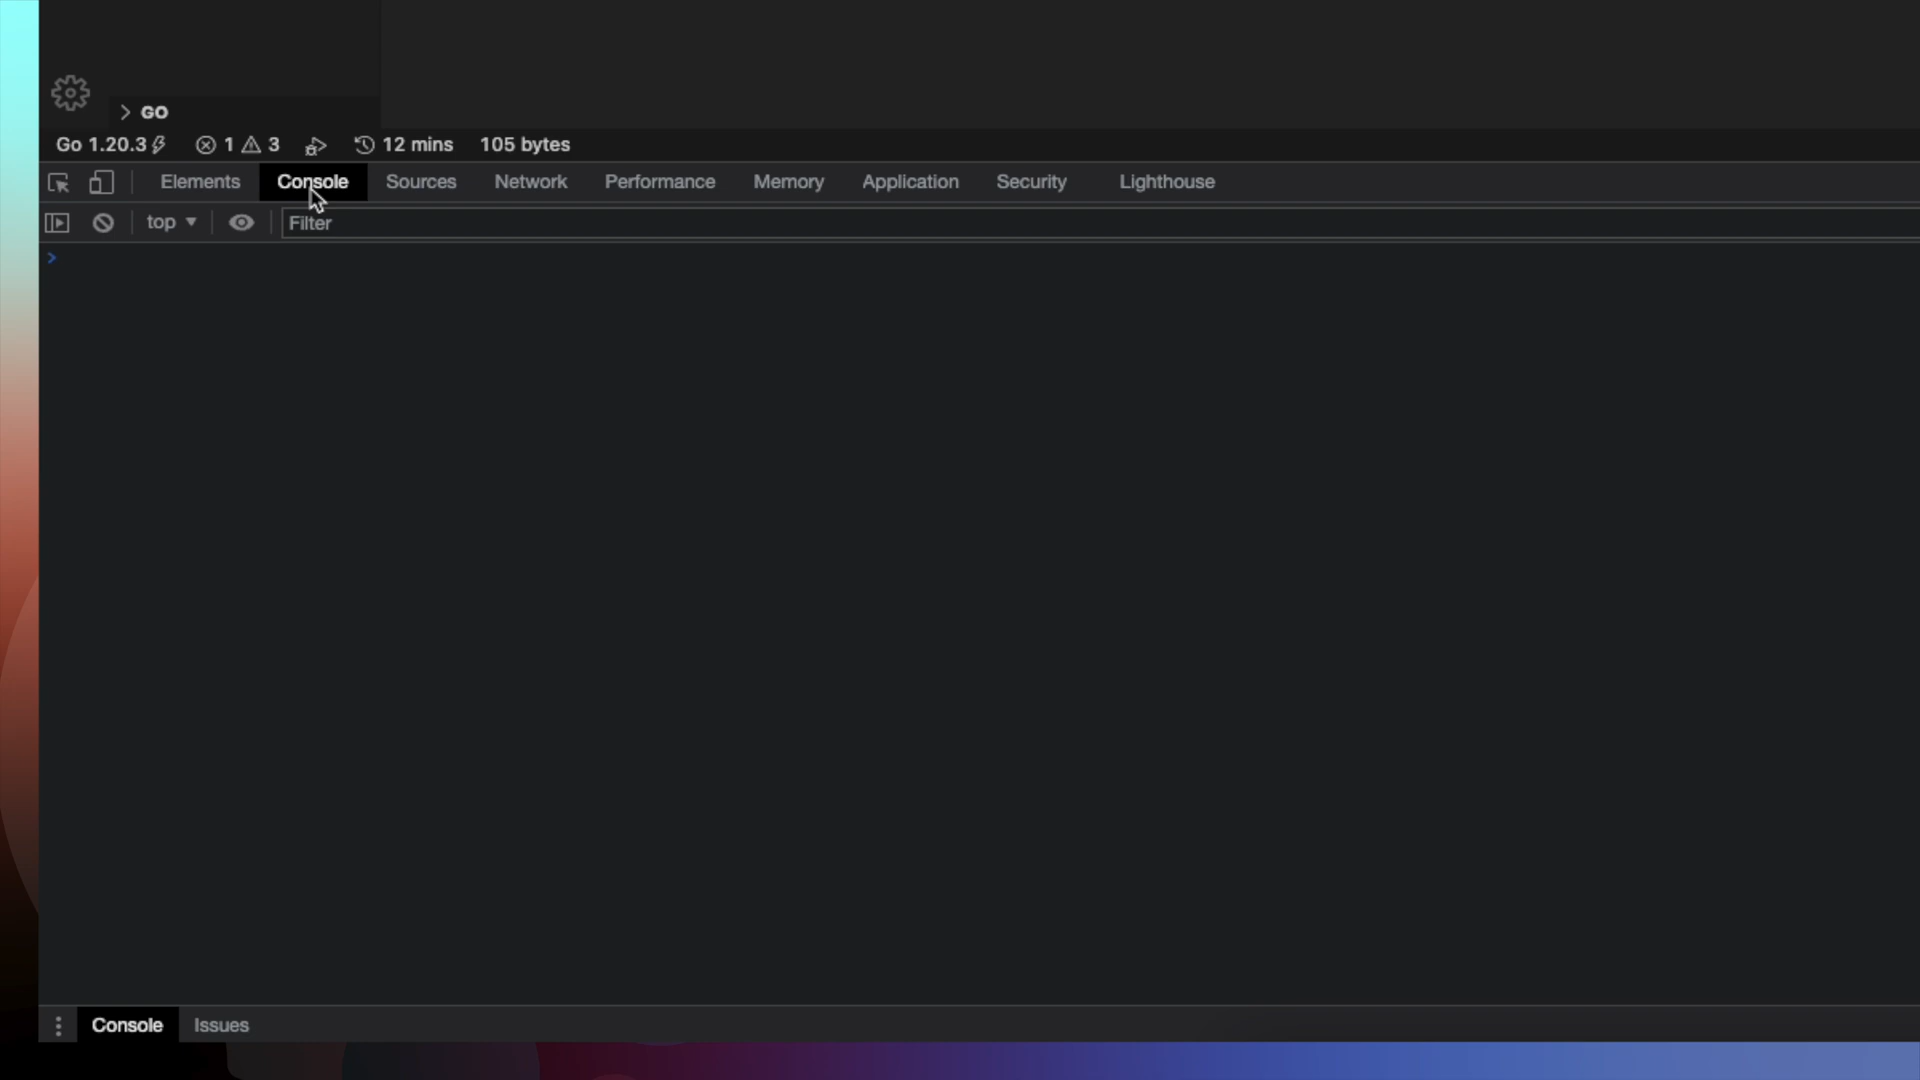 GO
Go 1.20.3 1 3 12 mins 105 bytes
Elements Console Sources Network Performance Memory Application Security Lighthouse
top Filter
Console Issues